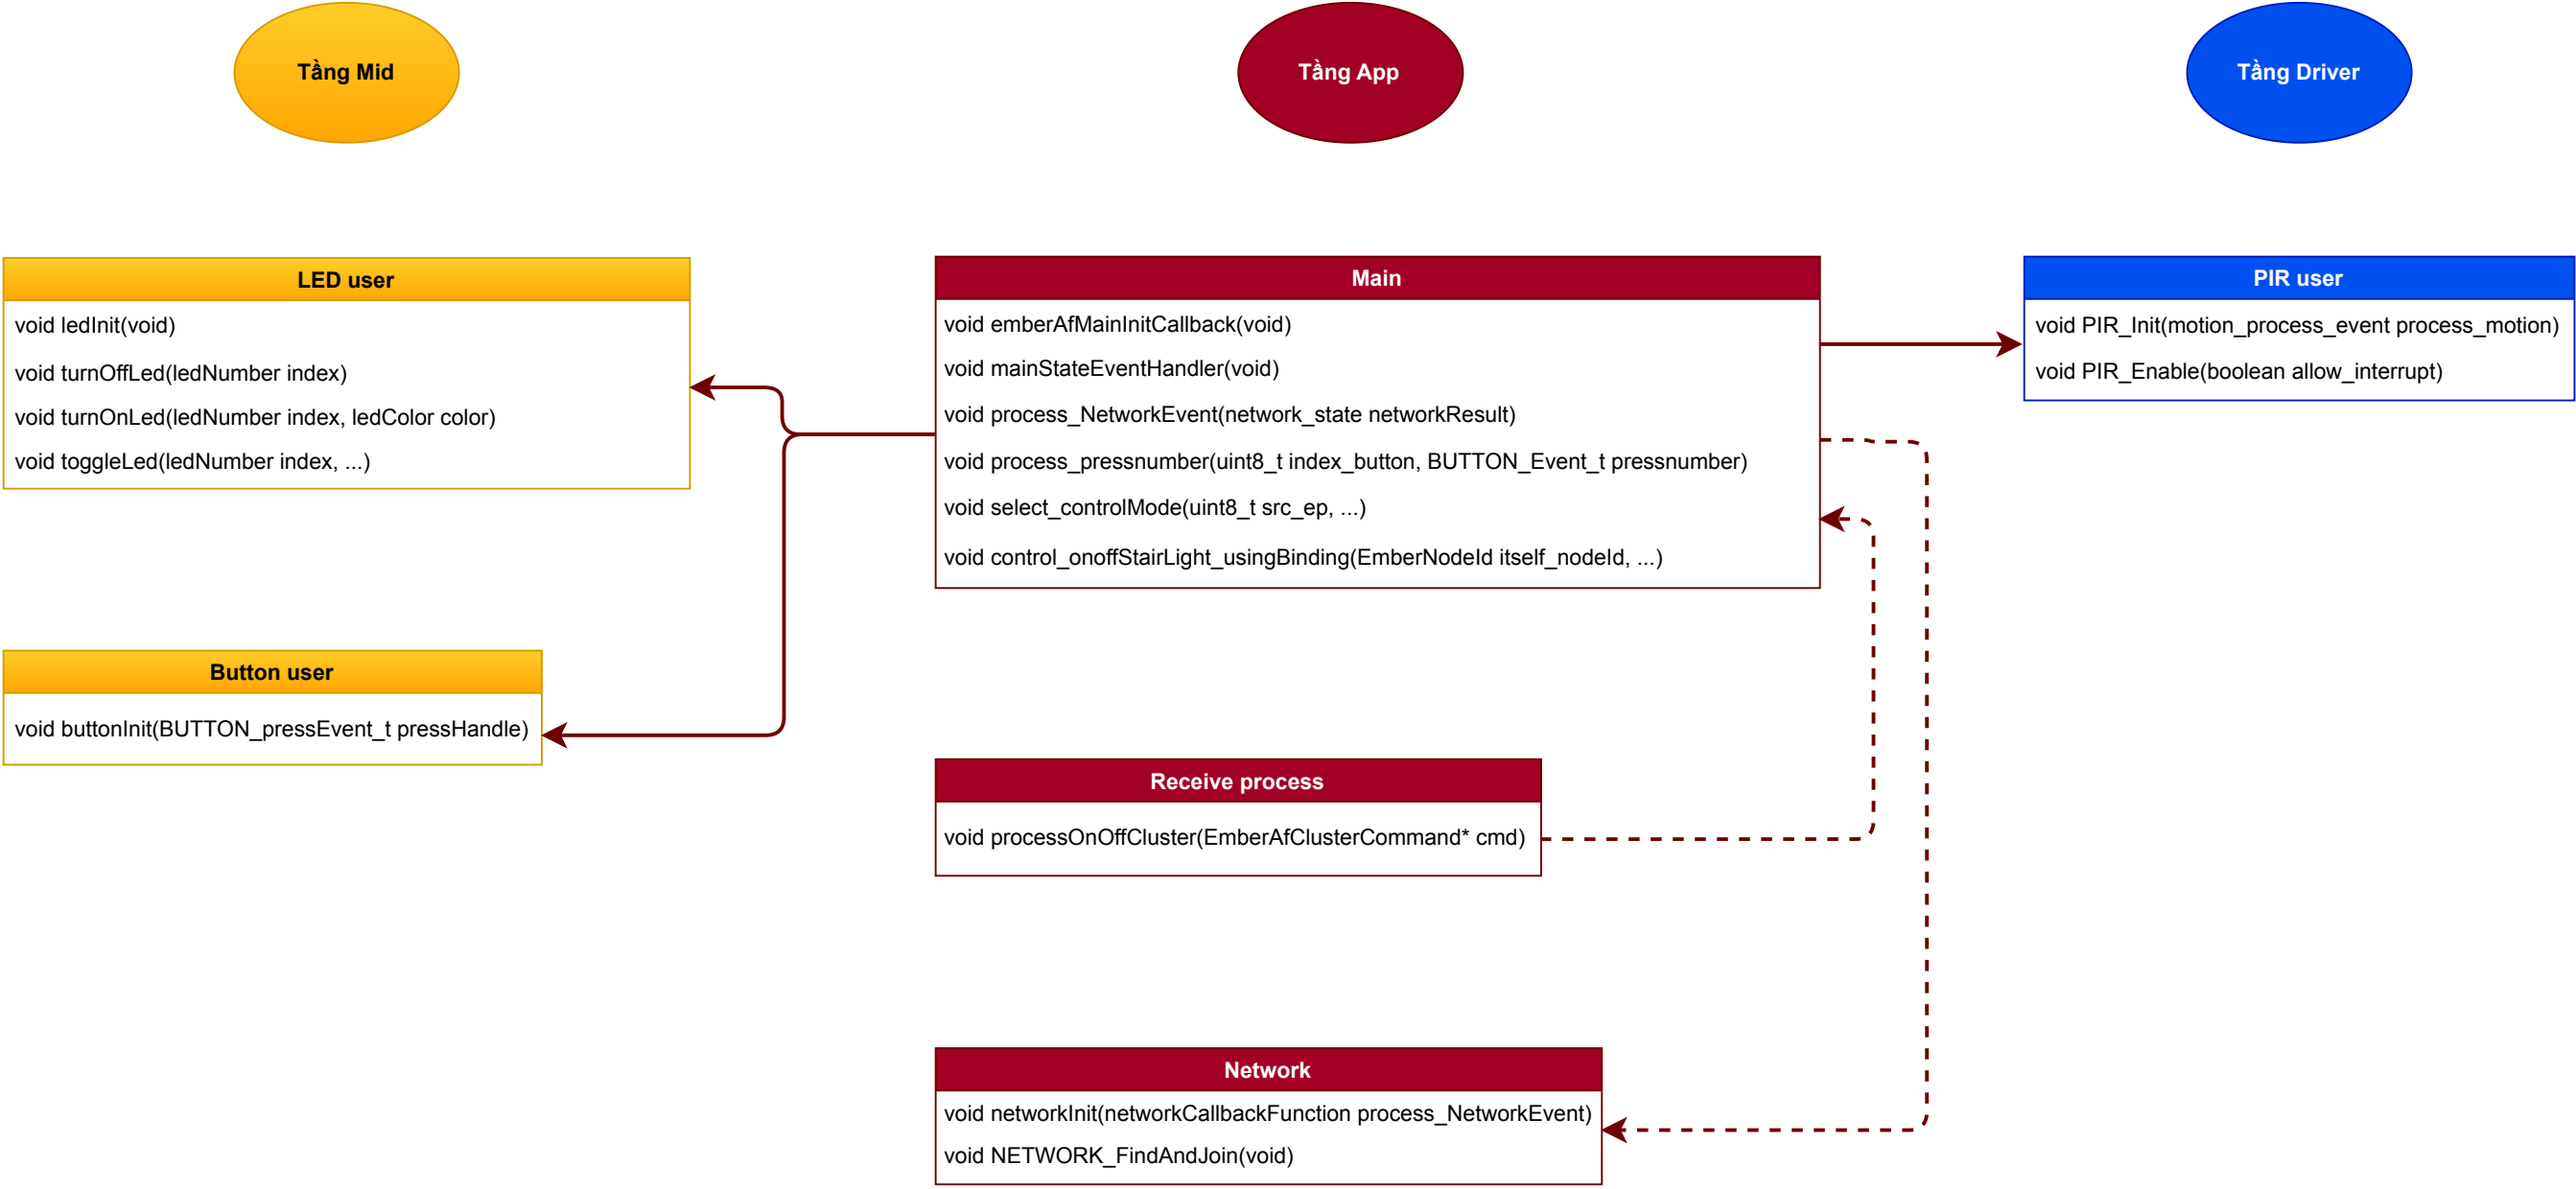 Tầng Mid
Tầng App
Tầng Driver
LED user
void ledInit(void)
void turnOffLed(ledNumber index)
void turnOnLed(ledNumber index, ledColor color)
void toggleLed(ledNumber index, ...)
Button user
void buttonInit(BUTTON_pressEvent_t pressHandle)
Main
void emberAfMainInitCallback(void)
void mainStateEventHandler(void)
void process_NetworkEvent(network_state networkResult)
void process_pressnumber(uint8_t index_button, BUTTON_Event_t pressnumber)
void select_controlMode(uint8_t src_ep, ...)
void control_onoffStairLight_usingBinding(EmberNodeId itself_nodeId, ...)
Receive process
void processOnOffCluster(EmberAfClusterCommand* cmd)
Network
void networkInit(networkCallbackFunction process_NetworkEvent)
void NETWORK_FindAndJoin(void)
PIR user
void PIR_Init(motion_process_event process_motion)
void PIR_Enable(boolean allow_interrupt)